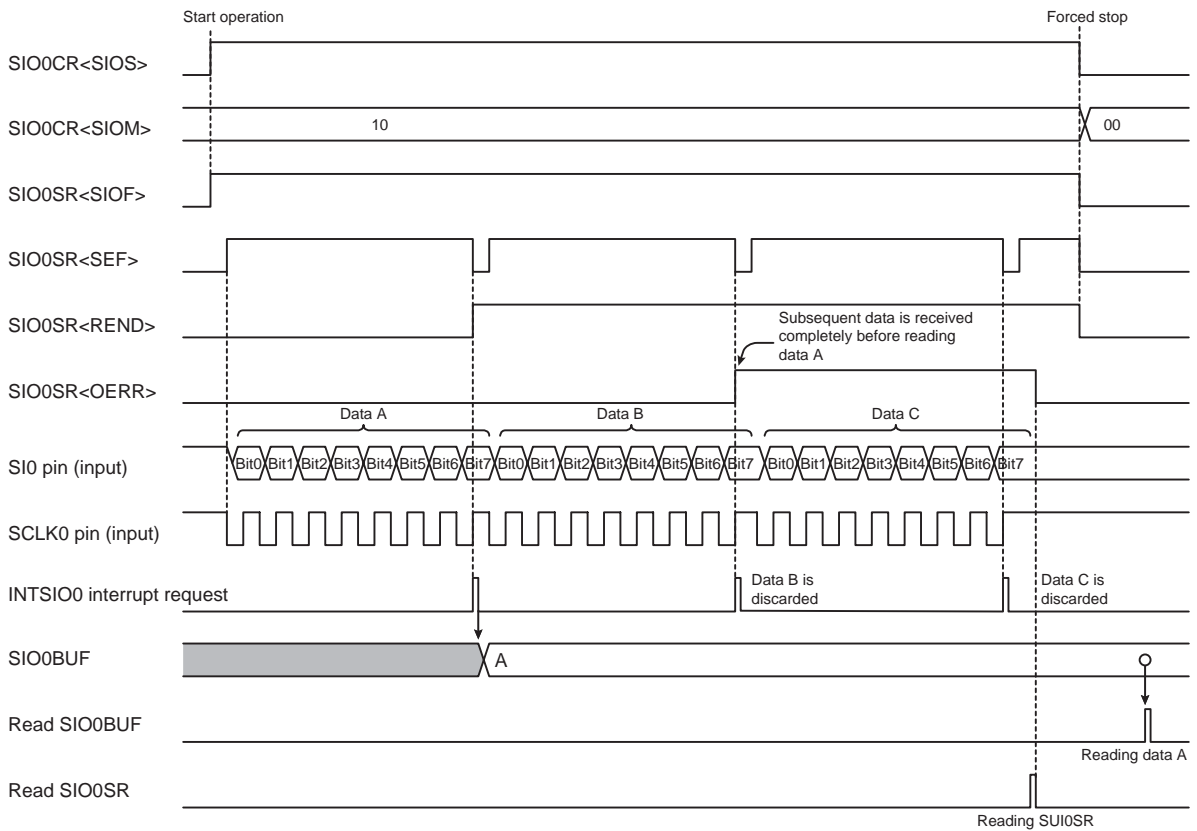 Start operation
Forced stop
SIO0CR<SIOS>
SIO0CR<SIOM>
10
00
SIO0SR<SIOF>
SIO0SR<SEF>
SIO0SR<REND>
Subsequent data is received
completely before reading
data A
SIO0SR<OERR>
Data A
Data B
Data C
SI0 pin (input)
Bit0 Bit1 Bit2 Bit3 Bit4 Bit5 Bit6 Bit7 Bit0 Bit1 Bit2 Bit3 Bit4 Bit5 Bit6 Bit7 Bit0 Bit1 Bit2 Bit3 Bit4 Bit5 Bit6 Bit7
SCLK0 pin (input)
INTSIO0 interrupt request
Data B is
discarded
Data C is
discarded
SIO0BUF
A
Read SIO0BUF
Reading data A
Read SIO0SR
Reading SUI0SR